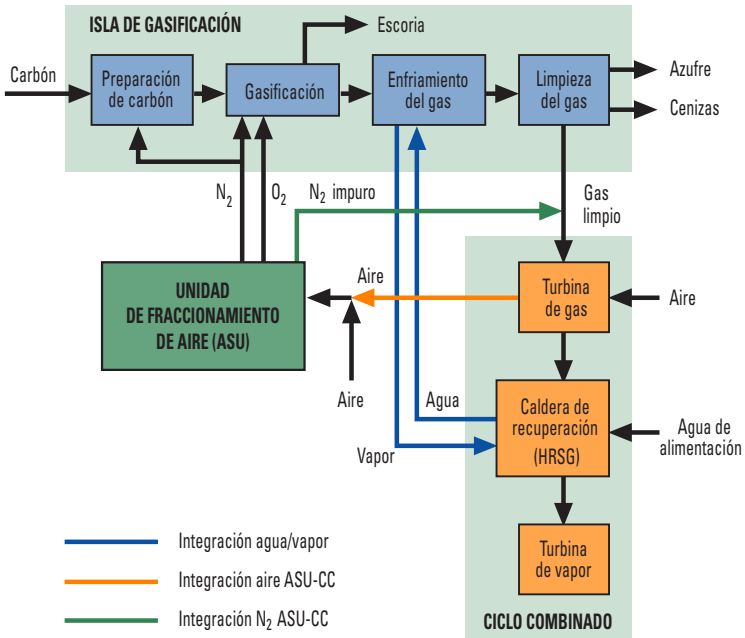 ISLA DE GASIFICACIÓN
Escoria
Carbón
Preparación
de carbón
Gasificación
Enfriamiento
del gas
Limpieza
del gas
Azufre
Cenizas
N₂
O₂
N₂ impuro
Gas
limpio
UNIDAD
DE FRACCIONAMIENTO
DE AIRE (ASU)
Aire
Aire
Turbina
de gas
Aire
Agua
Vapor
Caldera de
recuperación
(HRSG)
Agua de
alimentación
Turbina
de vapor
CICLO COMBINADO
Integración agua/vapor
Integración aire ASU-CC
Integración N₂ ASU-CC